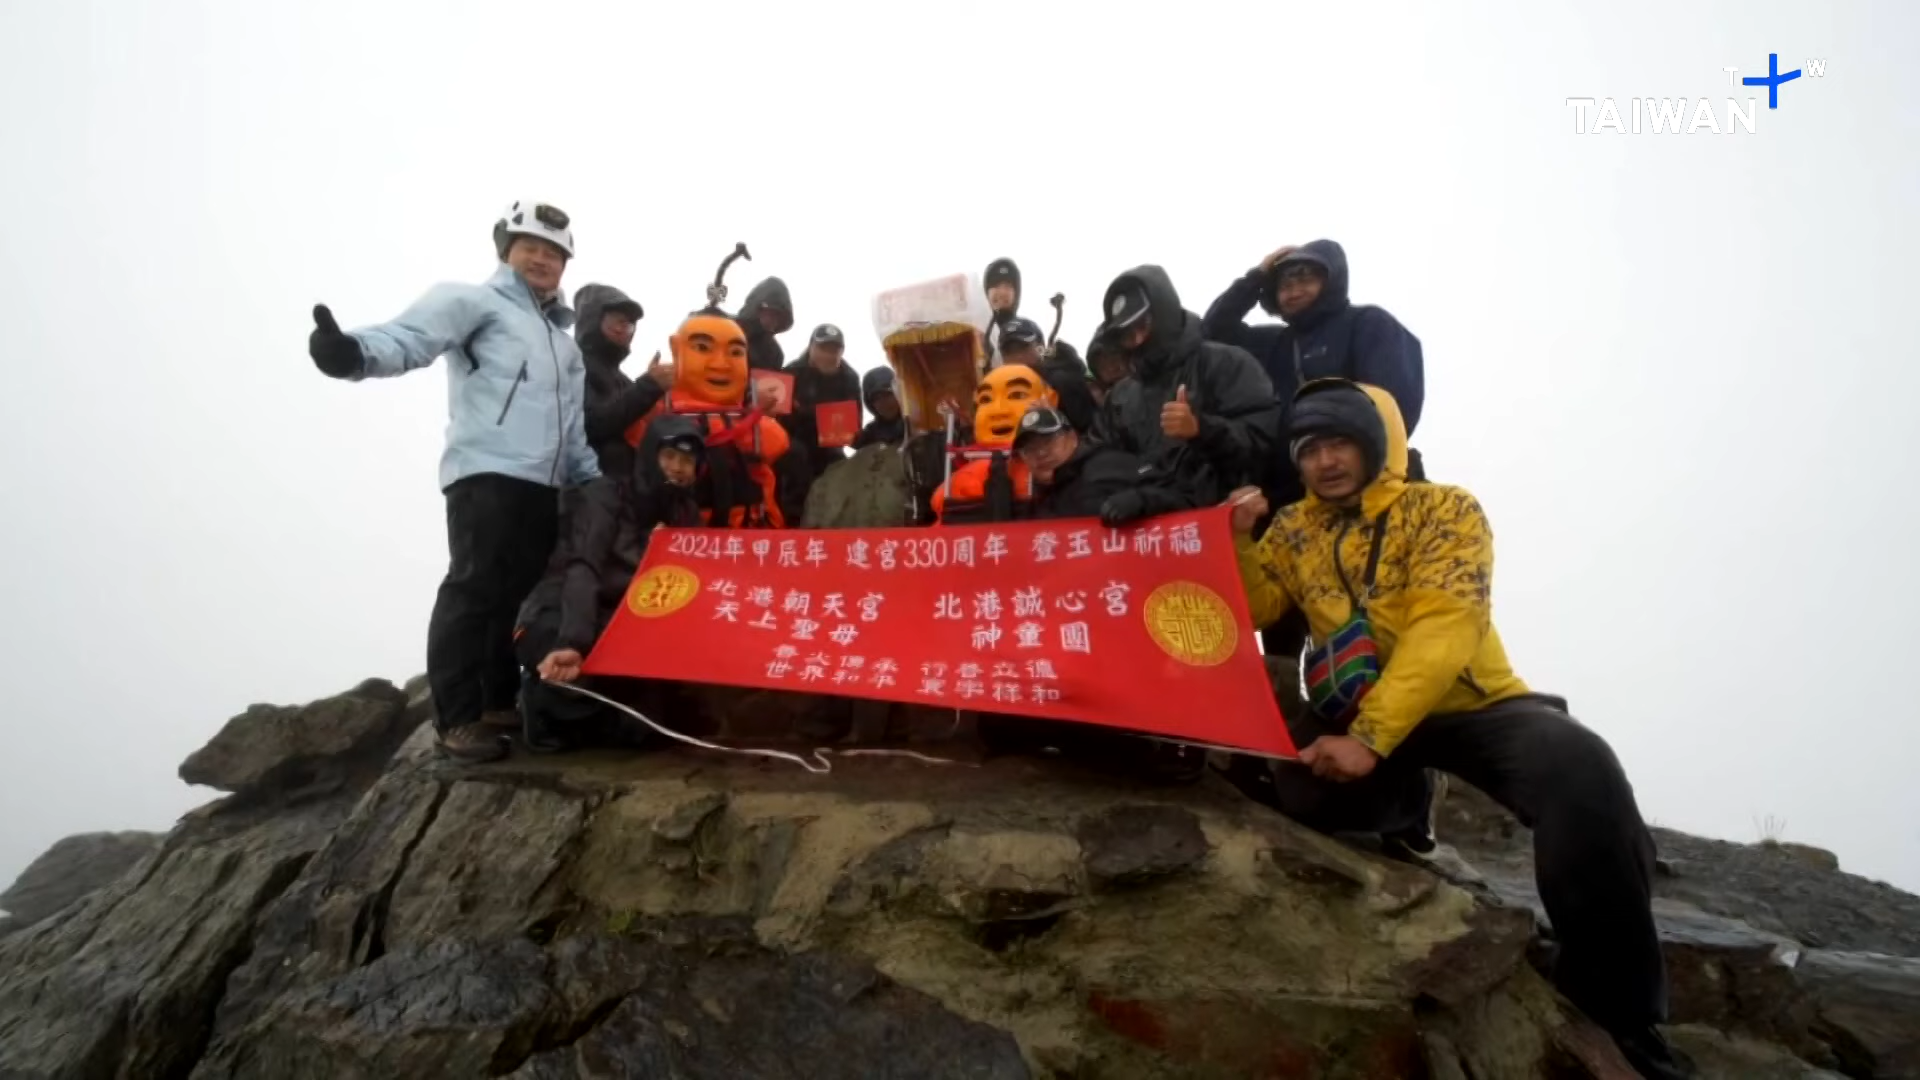 T W
TAIWAN
2024年甲辰年 建宮330周年 登玉山祈福
北港朝天宮 北港誠心宮
天上聖母 神童團
香火傳承 行善立德
世界和平 寰宇祥和